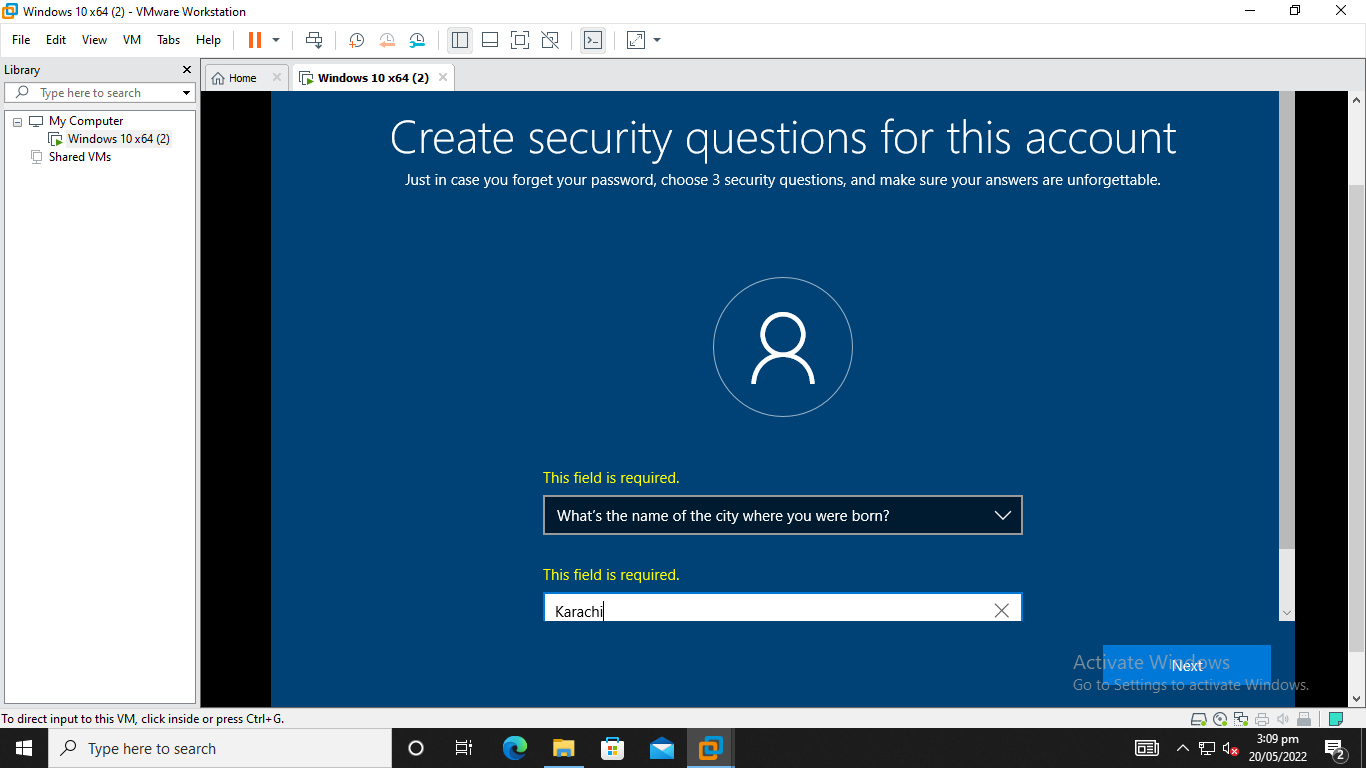 Windows 10 x64 (2) - VMware Workstation
File Edit View VM Tabs Help
Library
Home
Windows 10 x64 (2)
Type here to search
My Computer
Windows 10 x64 (2)
Shared VMs
Create security questions for this account
Just in case you forget your password, choose 3 security questions, and make sure your answers are unforgettable.
This field is required.
What's the name of the city where you were born?
This field is required.
Karachi
Next
Activate Windows
Go to Settings to activate Windows.
To direct input to this VM, click inside or press Ctrl+G.
Type here to search
3:09 pm
20/05/2022
2